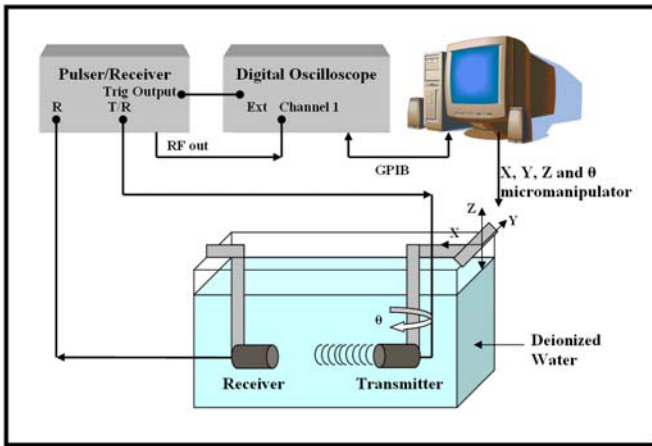 Pulser/Receiver
Trig Output
R T/R
Digital Oscilloscope
Ext Channel 1
RF out
GPIB
X, Y, Z and θ
micromanipulator
Z
Y
X
θ
Receiver
Transmitter
Deionized
Water